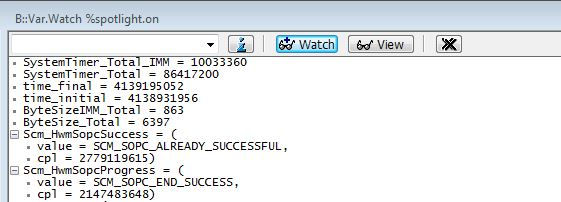 B::Var.Watch %spotlight.on
Watch View
SystemTimer_Total_IMM = 10033360
SystemTimer_Total = 86417200
time_final = 4139195052
time_initial = 4138931956
ByteSizeIMM_Total = 863
ByteSize_Total = 6397
Scm_HwmSopcSuccess = (
value = SCM_SOPC_ALREADY_SUCCESSFUL,
cpl = 2779119615)
Scm_HwmSopcProgress = (
value = SCM_SOPC_END_SUCCESS,
cpl = 2147483648)